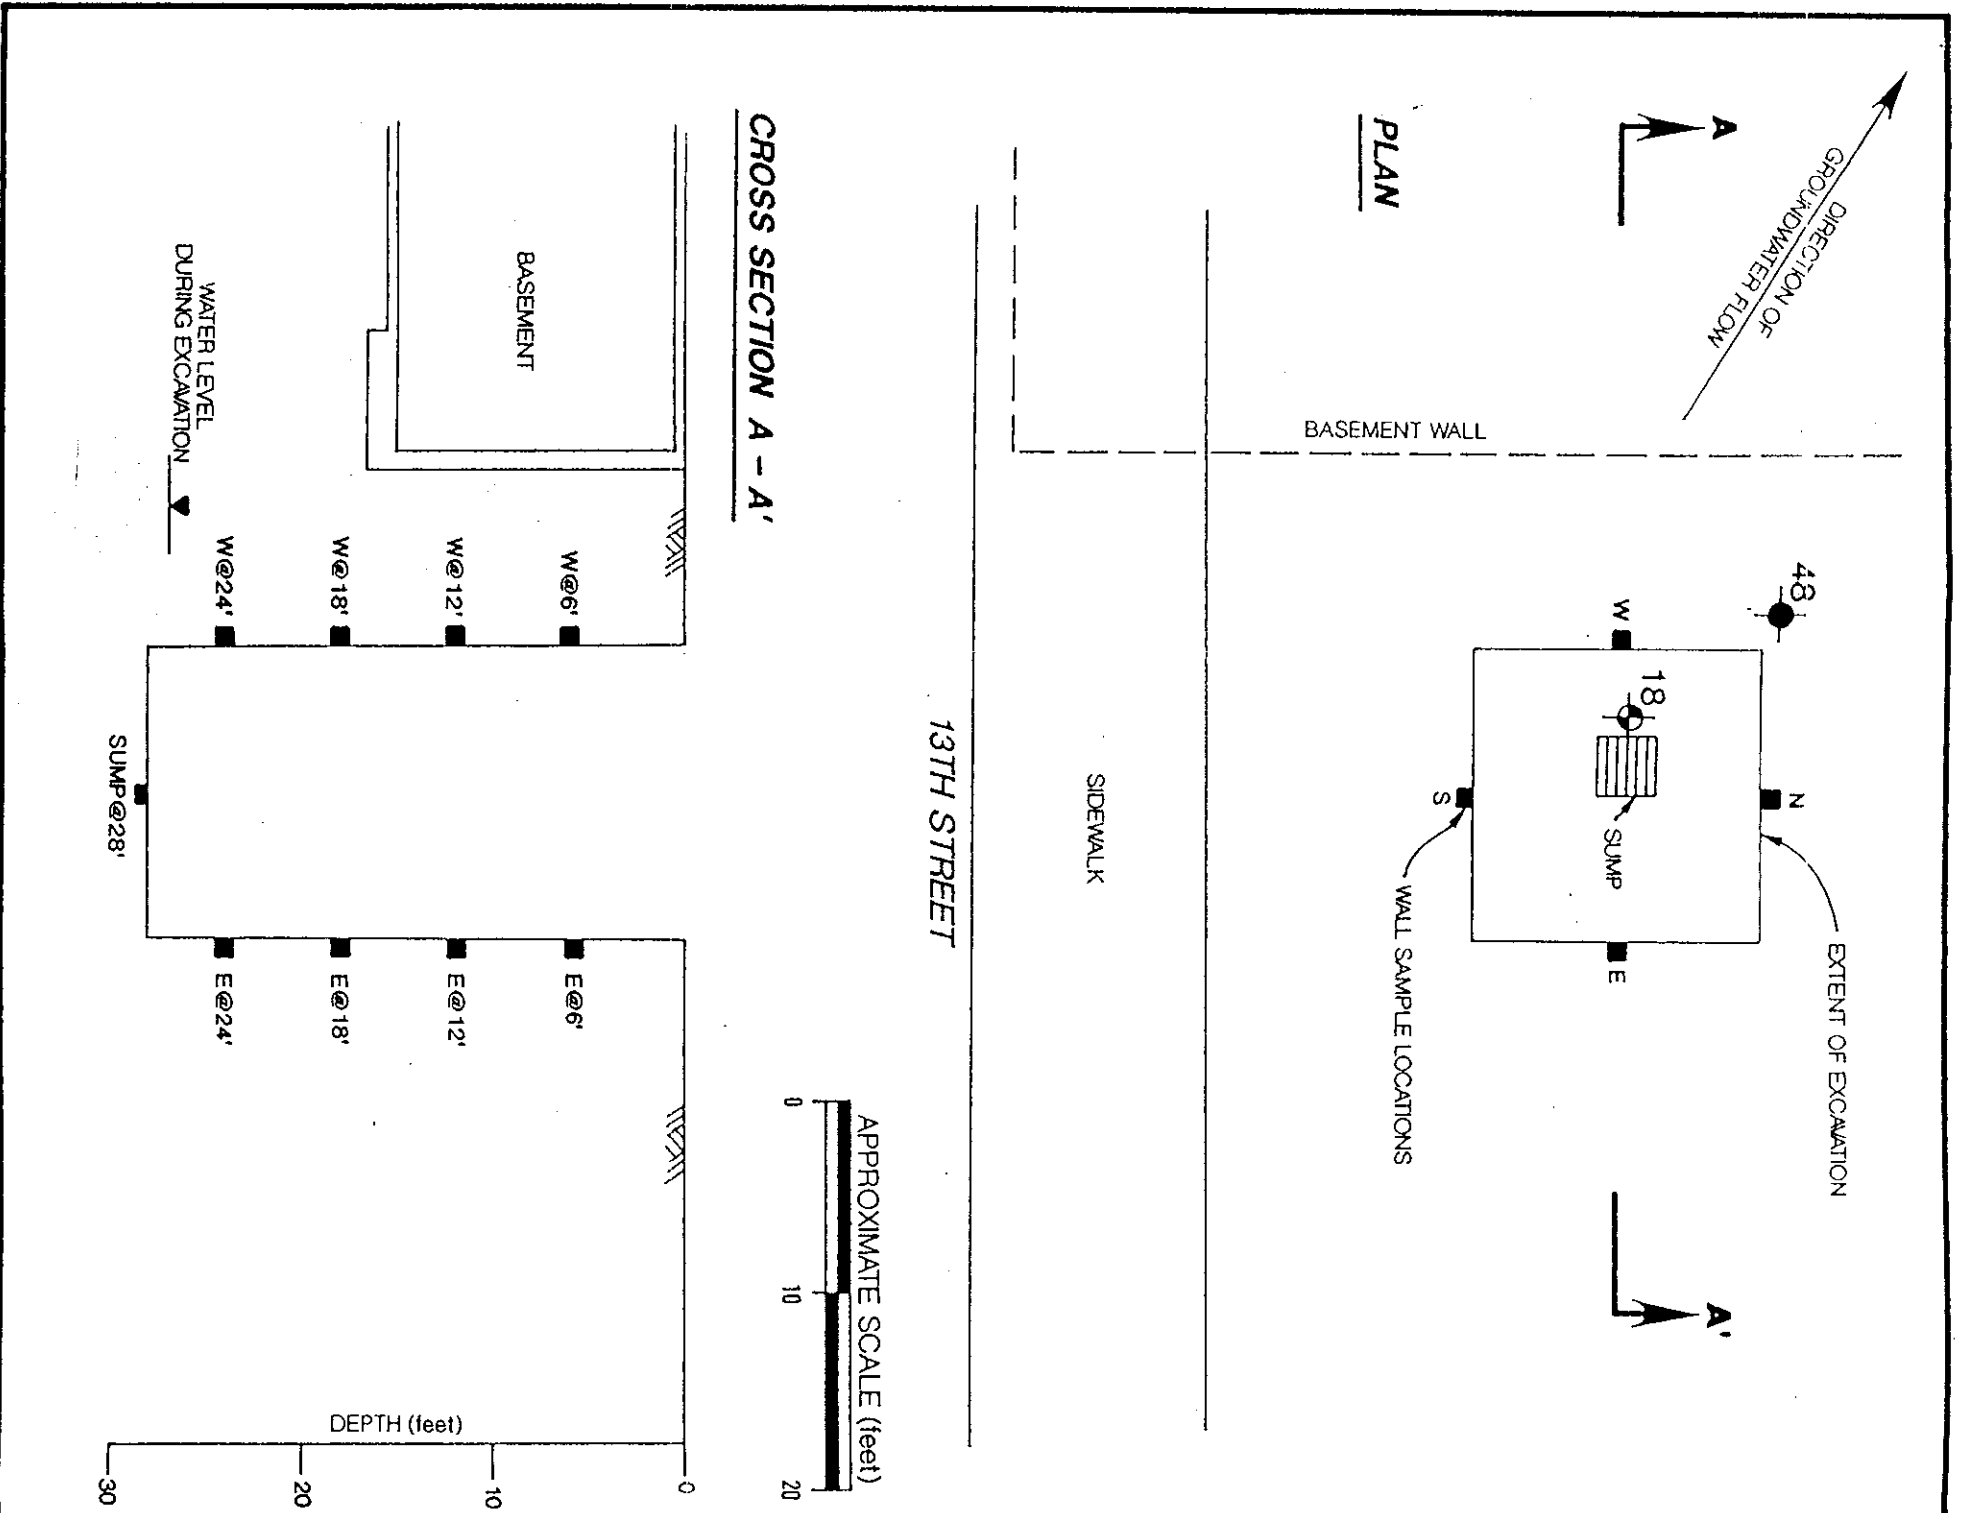 DIRECTION OF
GROUNDWATER FLOW
A
A'
48
N
EXTENT OF EXCAVATION
W
18
SUMP
E
S
WALL SAMPLE LOCATIONS
PLAN
BASEMENT WALL
SIDEWALK
13TH STREET
APPROXIMATE SCALE (feet)
0
10
20
CROSS SECTION A - A'
BASEMENT
W@6'
W@12'
W@18'
W@24'
E@6'
E@12'
E@18'
E@24'
WATER LEVEL
DURING EXCAVATION
SUMP@28'
DEPTH (feet)
0
10
20
30